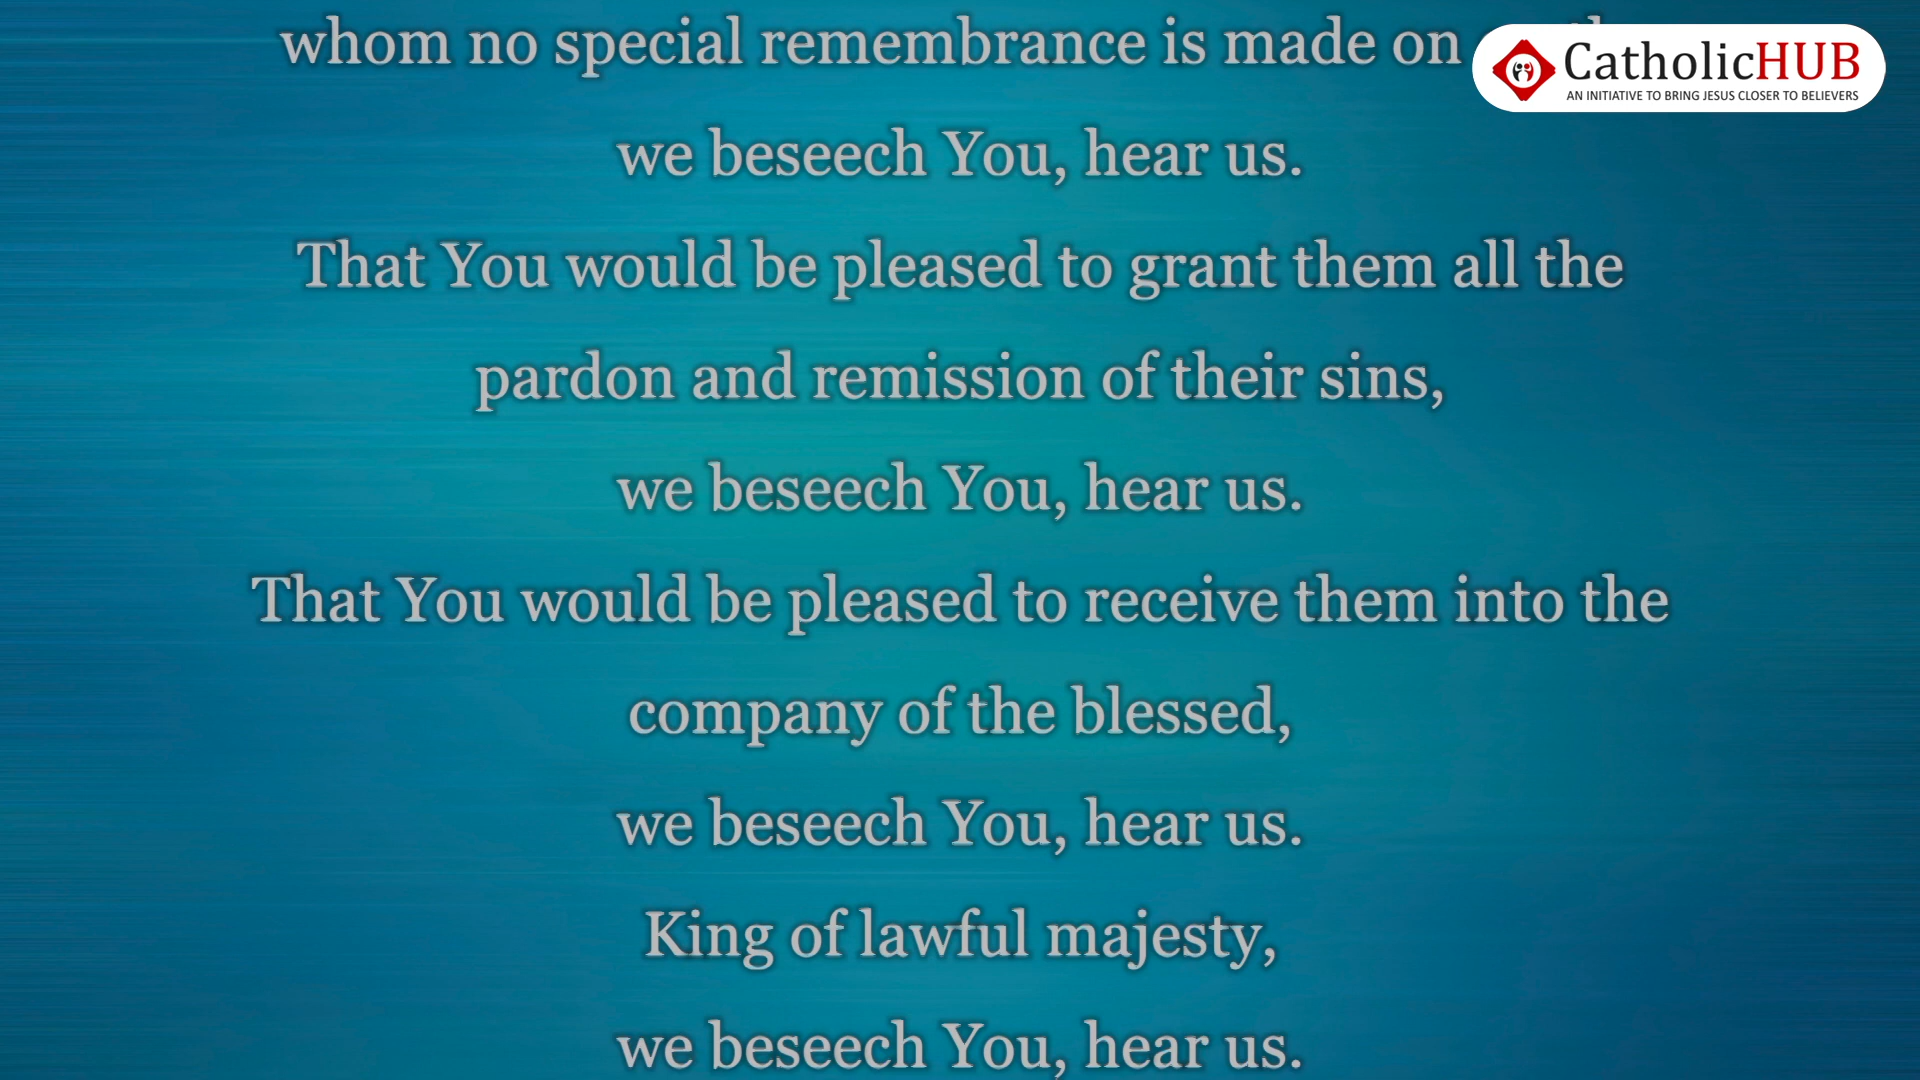 whom no special remembrance is made on
CatholicHUB
AN INITIATIVE TO BRING JESUS CLOSER TO BELIEVERS
we beseech You, hear us.
That You would be pleased to grant them all the
pardon and remission of their sins,
we beseech You, hear us.
That You would be pleased to receive them into the
company of the blessed,
we beseech You, hear us.
King of lawful majesty,
we beseech You, hear us.